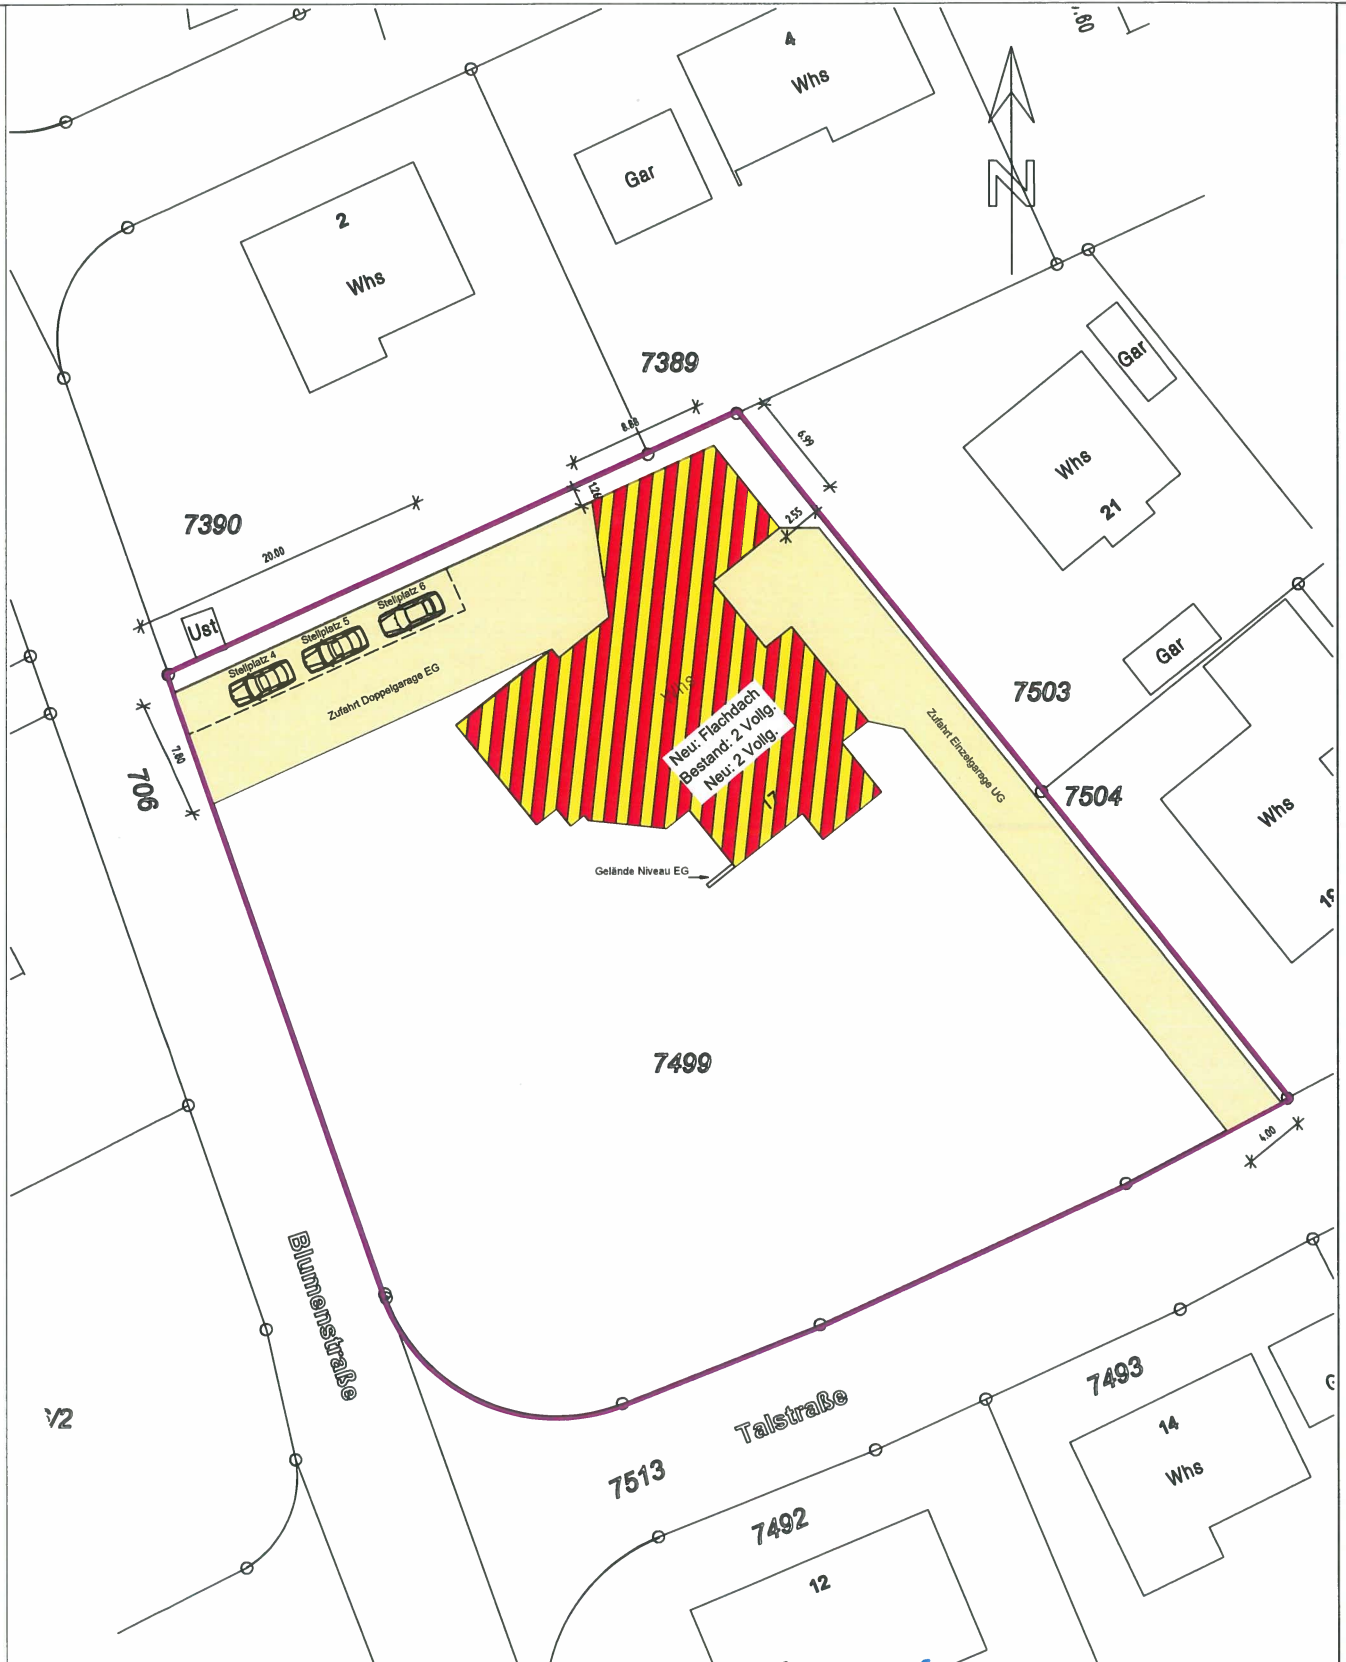 4
Whs
Gar
2
Whs
N
7389
8.88
6.99
1.26
2.55
Gar
Whs
21
7390
20.00
Ust
Stellplatz 4
Stellplatz 5
Stellplatz 6
Zufahrt Doppelgarage EG
7.80
706
Neu: Flachdach
Bestand: 2 Vollg.
Neu: 2 Vollg.
17
Gelände Niveau EG
Zufahrt Einzelgarage UG
7503
Gar
7504
Whs
7499
4.00
Blumenstraße
Talstraße
7513
7493
7492
14
Whs
12